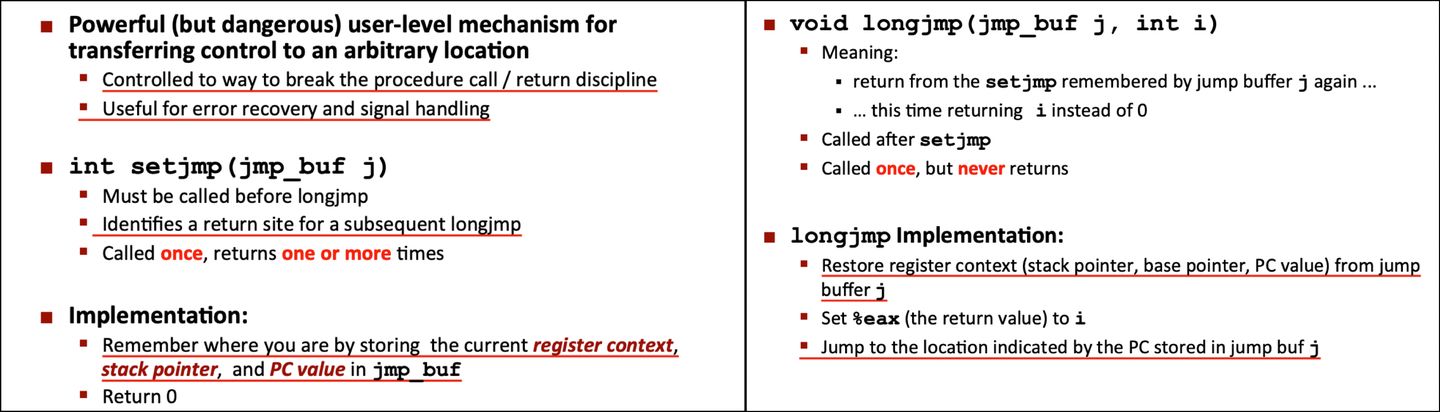 Powerful (but dangerous) user-level mechanism for
transferring control to an arbitrary location
Controlled to way to break the procedure call / return discipline
Useful for error recovery and signal handling
int setjmp(jmp_buf j)
Must be called before longjmp
Identifies a return site for a subsequent longjmp
Called once, returns one or more times
Implementation:
Remember where you are by storing the current register context,
stack pointer, and PC value in jmp_buf
Return 0
void longjmp(jmp_buf j, int i)
Meaning:
return from the setjmp remembered by jump buffer j again ...
... this time returning i instead of 0
Called after setjmp
Called once, but never returns
longjmp Implementation:
Restore register context (stack pointer, base pointer, PC value) from jump
buffer j
Set %eax (the return value) to i
Jump to the location indicated by the PC stored in jump buf j